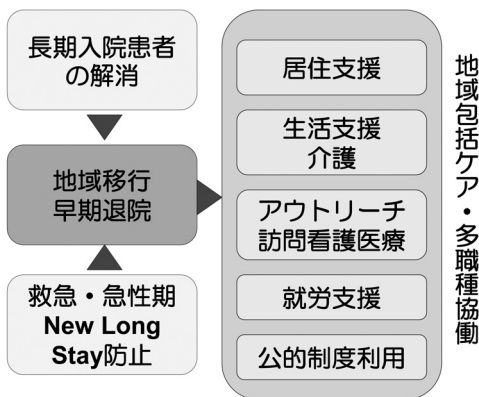 長期入院患者
の解消
地域移行
早期退院
救急・急性期
New Long
Stay防止
居住支援
生活支援
介護
アウトリーチ
訪問看護医療
就労支援
公的制度利用
地域包括ケア・多職種協働